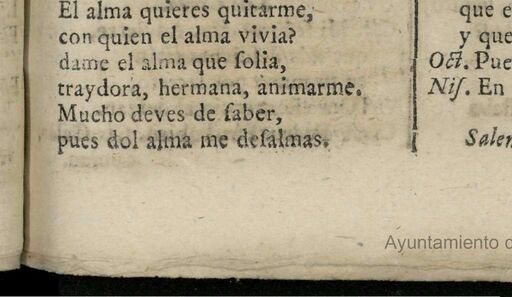 El alma quieres quitarme,
con quien el alma vivia?
dame el alma que ſolia,
traydora, hermana, animarme.
Mucho deves de ſaber,
pues dol alma me deſalmas.
que e
y que
Oct. Pue
Niſ. En
Salen
Ayuntamiento d